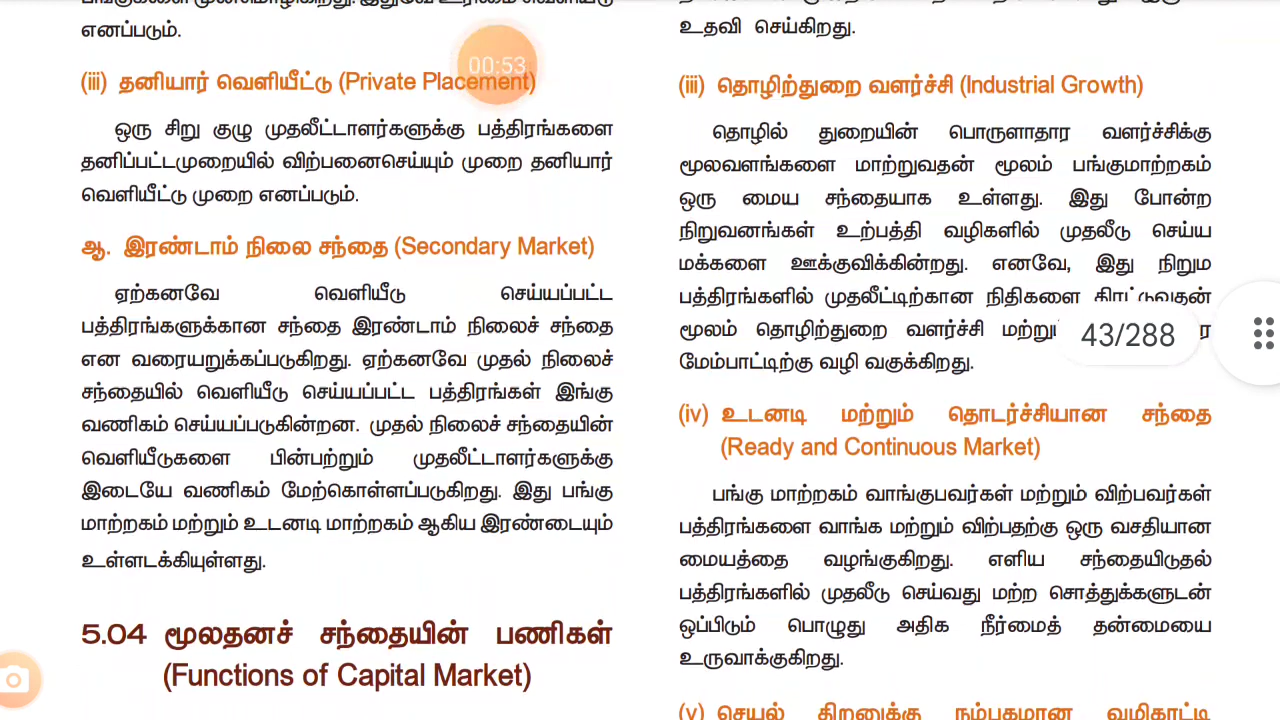 எனப்படும்.
(iii) தனியார் வெளியீட்டு (Private Placement)
ஒரு சிறு குழு முதலீட்டாளர்களுக்கு பத்திரங்களை
தனிப்பட்டமுறையில் விற்பனைசெய்யும் முறை தனியார்
வெளியீட்டு முறை எனப்படும்.
ஆ. இரண்டாம் நிலை சந்தை (Secondary Market)
ஏற்கனவே வெளியீடு செய்யப்பட்ட
பத்திரங்களுக்கான சந்தை இரண்டாம் நிலைச் சந்தை
என வரையறுக்கப்படுகிறது. ஏற்கனவே முதல் நிலைச்
சந்தையில் வெளியீடு செய்யப்பட்ட பத்திரங்கள் இங்கு
வணிகம் செய்யப்படுகின்றன. முதல் நிலைச் சந்தையின்
வெளியீடுகளை பின்பற்றும் முதலீட்டாளர்களுக்கு
இடையே வணிகம் மேற்கொள்ளப்படுகிறது. இது பங்கு
மாற்றகம் மற்றும் உடனடி மாற்றகம் ஆகிய இரண்டையும்
உள்ளடக்கியுள்ளது.
5.04 மூலதனச் சந்தையின் பணிகள்
(Functions of Capital Market)
உதவி செய்கிறது.
(iii) தொழிற்துறை வளர்ச்சி (Industrial Growth)
தொழில் துறையின் பொருளாதார வளர்ச்சிக்கு
மூலவளங்களை மாற்றுவதன் மூலம் பங்குமாற்றகம்
ஒரு மைய சந்தையாக உள்ளது. இது போன்ற
நிறுவனங்கள் உற்பத்தி வழிகளில் முதலீடு செய்ய
மக்களை ஊக்குவிக்கின்றது. எனவே, இது நிறும
பத்திரங்களில் முதலீட்டிற்கான நிதிகளை திரட்டுவதன்
மூலம் தொழிற்துறை வளர்ச்சி
மேம்பாட்டிற்கு வழி வகுக்கிறது.
(iv) உடனடி மற்றும் தொடர்ச்சியான சந்தை
(Ready and Continuous Market)
பங்கு மாற்றகம் வாங்குபவர்கள் மற்றும் விற்பவர்கள்
பத்திரங்களை வாங்க மற்றும் விற்பதற்கு ஒரு வசதியான
மையத்தை வழங்குகிறது. எளிய சந்தையிடுதல்
பத்திரங்களில் முதலீடு செய்வது மற்ற சொத்துக்களுடன்
ஒப்பிடும் பொழுது அதிக நீர்மைத் தன்மையை
உருவாக்குகிறது.
(v) செயல் திறனுக்கு நம்பகமான வழிகாட்டி
00:53
43/288